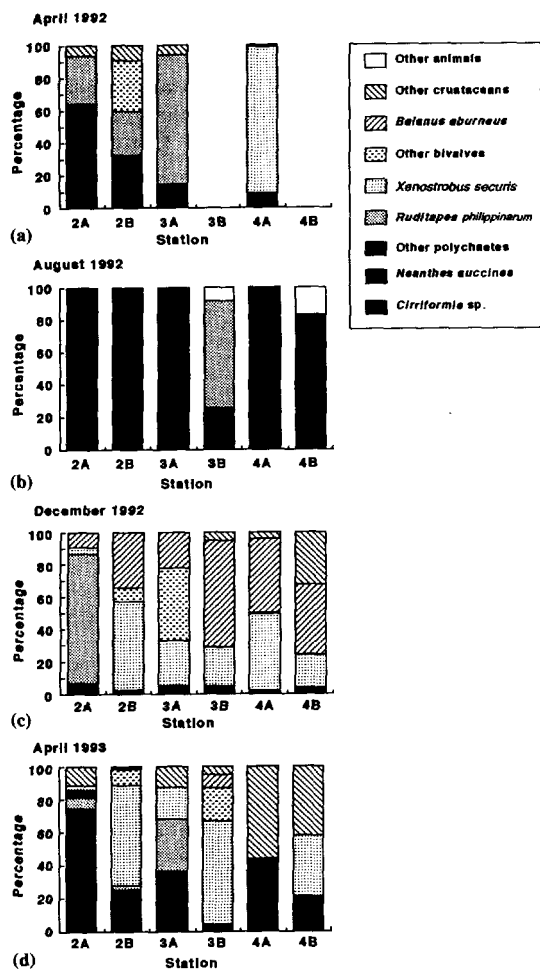 April 1992
100
80
60
40
20
0
Percentage
2A 2B 3A 3B 4A 4B
Station
(a)
Other animals
Other crustaceans
Balanus eburneus
Other bivalves
Xenostrobus securis
Ruditapes philippinarum
Other polychaetes
Neanthes succinea
Cirriformia sp.
August 1992
100
80
60
40
20
0
Percentage
2A 2B 3A 3B 4A 4B
Station
(b)
December 1992
100
80
60
40
20
0
Percentage
2A 2B 3A 3B 4A 4B
Station
(c)
April 1993
100
80
60
40
20
0
Percentage
2A 2B 3A 3B 4A 4B
Station
(d)